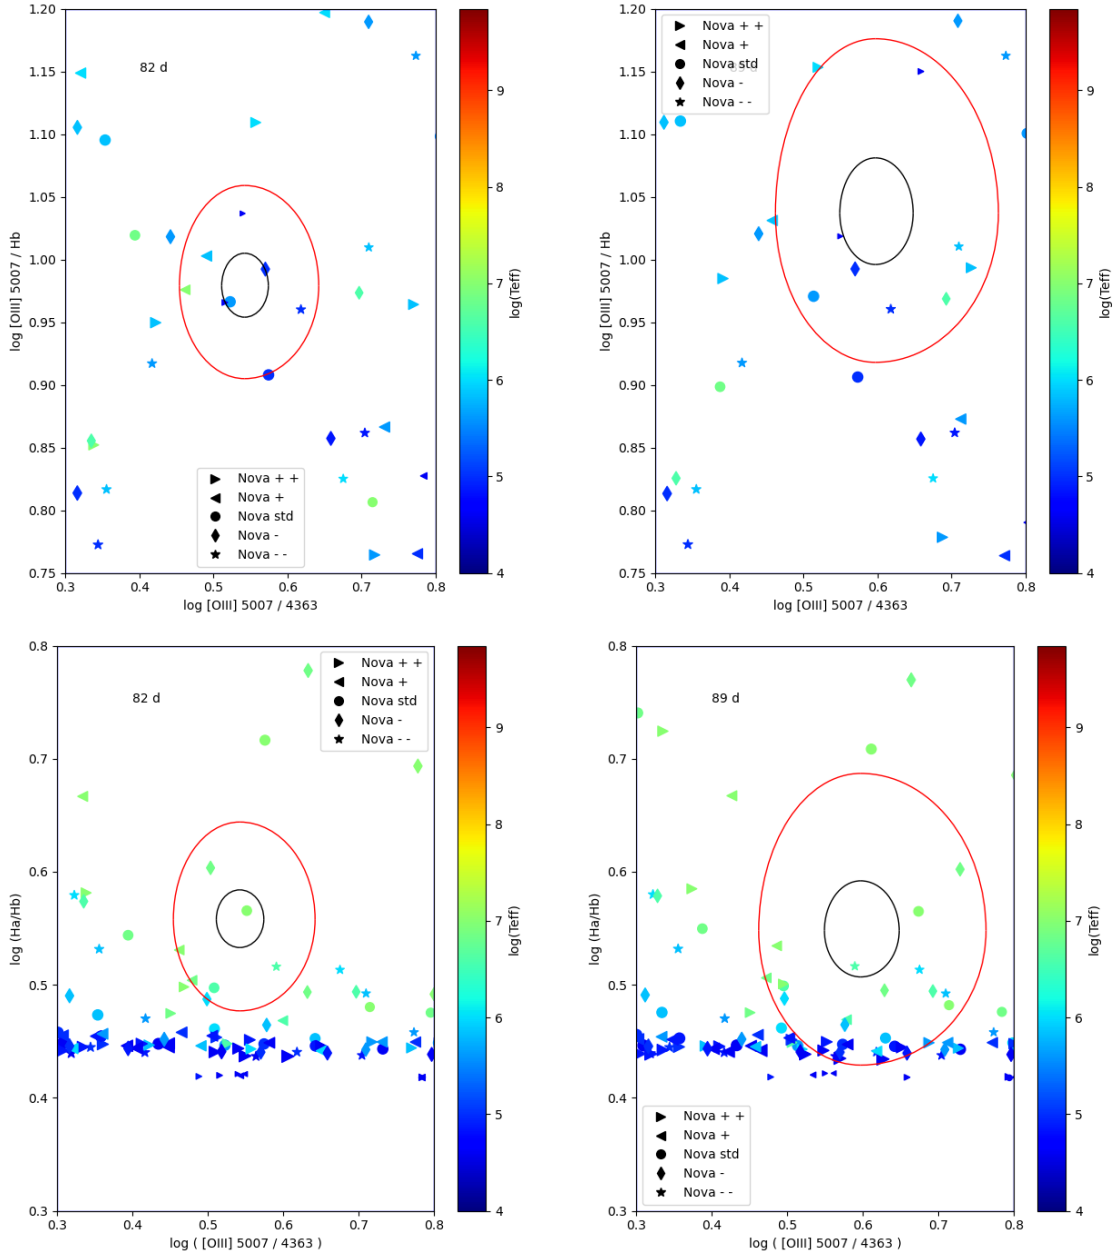 1.20
1.15
1.10
1.05
1.00
0.95
0.90
0.85
0.80
0.75
log [OIII] 5007 / Hb
82 d
Nova + +
Nova +
Nova std
Nova -
Nova - -
0.3 0.4 0.5 0.6 0.7 0.8
log [OIII] 5007 / 4363
9
8
7
6
5
4
log(Teff)
1.20
1.15
1.10
1.05
1.00
0.95
0.90
0.85
0.80
0.75
log [OIII] 5007 / Hb
Nova + +
Nova +
Nova std
Nova -
Nova - -
0.3 0.4 0.5 0.6 0.7 0.8
log [OIII] 5007 / 4363
9
8
7
6
5
4
log(Teff)
0.8
0.7
0.6
0.5
0.4
0.3
log (Ha/Hb)
82 d
Nova + +
Nova +
Nova std
Nova -
Nova - -
0.3 0.4 0.5 0.6 0.7 0.8
log ( [OIII] 5007 / 4363 )
9
8
7
6
5
4
log(Teff)
0.8
0.7
0.6
0.5
0.4
0.3
log (Ha/Hb)
89 d
Nova + +
Nova +
Nova std
Nova -
Nova - -
0.3 0.4 0.5 0.6 0.7 0.8
log ( [OIII] 5007 / 4363 )
9
8
7
6
5
4
log(Teff)